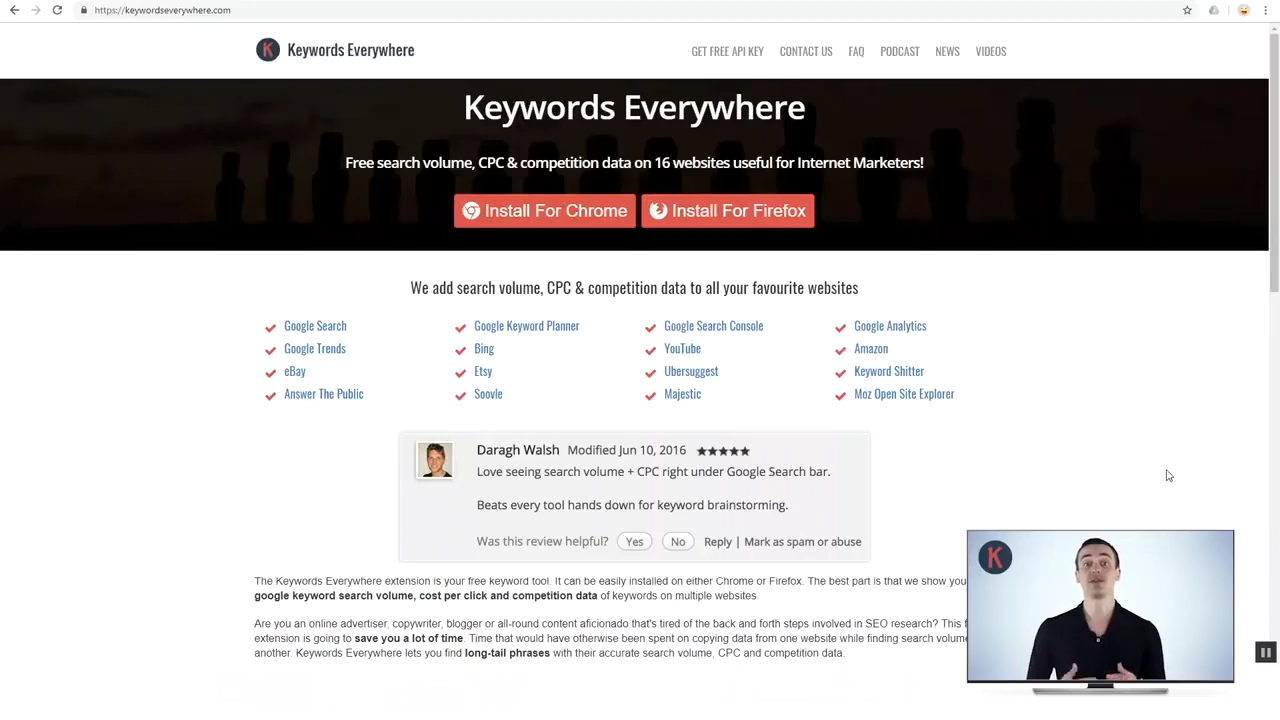 https://keywordseverywhere.com
K Keywords Everywhere
GET FREE API KEY CONTACT US FAQ PODCAST NEWS VIDEOS
Keywords Everywhere
Free search volume, CPC & competition data on 16 websites useful for Internet Marketers!
Install For Chrome Install For Firefox
We add search volume, CPC & competition data to all your favourite websites
Google Search Google Keyword Planner Google Search Console Google Analytics
Google Trends Bing YouTube Amazon
eBay Etsy Ubersuggest Keyword Shitter
Answer The Public Soovle Majestic Moz Open Site Explorer
Daragh Walsh Modified Jun 10, 2016
Love seeing search volume + CPC right under Google Search bar.
Beats every tool hands down for keyword brainstorming.
Was this review helpful? Yes No Reply | Mark as spam or abuse
The Keywords Everywhere extension is your free keyword tool. It can be easily installed on either Chrome or Firefox. The best part is that we show you
google keyword search volume, cost per click and competition data of keywords on multiple websites.
Are you an online advertiser, copywriter, blogger or all-round content aficionado that's tired of the back and forth steps involved in SEO research? This
extension is going to save you a lot of time. Time that would have otherwise been spent on copying data from one website while finding search volume
another. Keywords Everywhere lets you find long-tail phrases with their accurate search volume, CPC and competition data.
K